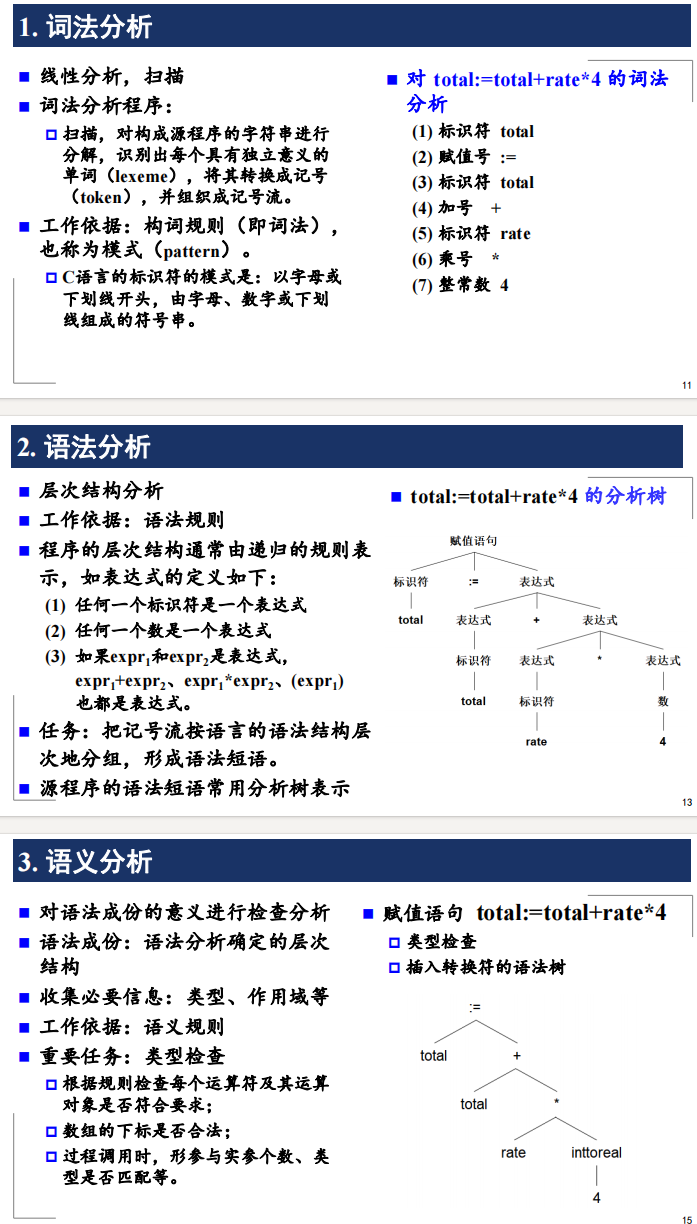 1. 词法分析
■ 线性分析，扫描
■ 词法分析程序：
扫描，对构成源程序的字符串进行
分解，识别出每个具有独立意义的
单词（lexeme），将其转换成记号
（token），并组织成记号流。
■ 工作依据：构词规则（即词法），
也称为模式（pattern）。
C语言的标识符的模式是：以字母或
下划线开头，由字母、数字或下划
线组成的符号串。
■ 对 total:=total+rate*4 的词法
分析
(1) 标识符 total
(2) 赋值号 :=
(3) 标识符 total
(4) 加号 +
(5) 标识符 rate
(6) 乘号 *
(7) 整常数 4
11
2. 语法分析
■ 层次结构分析
■ 工作依据：语法规则
■ 程序的层次结构通常由递归的规则表
示，如表达式的定义如下：
(1) 任何一个标识符是一个表达式
(2) 任何一个数是一个表达式
(3) 如果expr1和expr2是表达式，
expr1+expr2、expr1*expr2、(expr1)
也都是表达式。
■ 任务：把记号流按语言的语法结构层
次地分组，形成语法短语。
■ 源程序的语法短语常用分析树表示
■ total:=total+rate*4 的分析树
赋值语句
标识符 := 表达式
total 表达式 + 表达式
标识符 表达式 * 表达式
total 标识符 数
rate 4
13
3. 语义分析
■ 对语法成份的意义进行检查分析
■ 语法成份：语法分析确定的层次
结构
■ 收集必要信息：类型、作用域等
■ 工作依据：语义规则
■ 重要任务：类型检查
根据规则检查每个运算符及其运算
对象是否符合要求；
数组的下标是否合法；
过程调用时，形参与实参个数、类
型是否匹配等。
■ 赋值语句 total:=total+rate*4
类型检查
插入转换符的语法树
:=
total +
total *
rate inttoreal
4
15